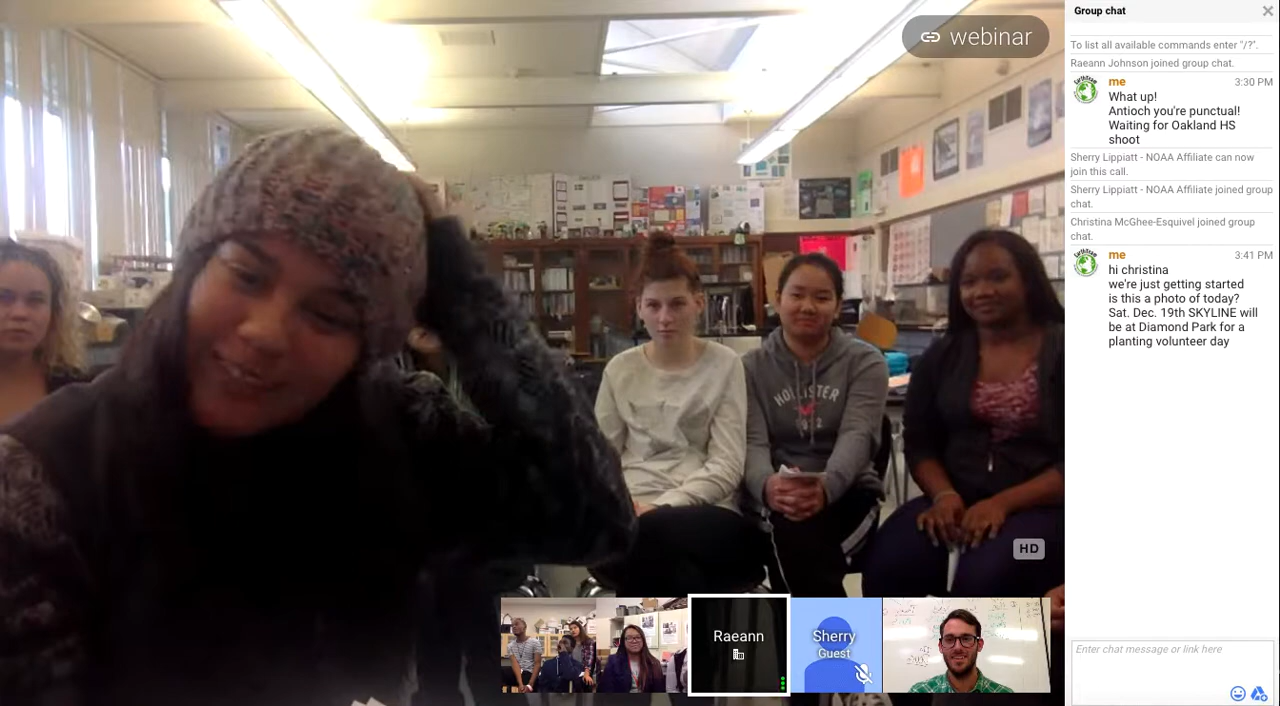 webinar
Group chat
To list all available commands enter "/?".
Raeann Johnson joined group chat.
me 3:30 PM
What up!
Antioch you're punctual!
Waiting for Oakland HS
shoot
Sherry Lippiatt - NOAA Affiliate can now
join this call.
Sherry Lippiatt - NOAA Affiliate joined group
chat.
Christina McGhee-Esquivel joined group
chat.
me 3:41 PM
hi christina
we're just getting started
is this a photo of today?
Sat. Dec. 19th SKYLINE will
be at Diamond Park for a
planting volunteer day
HOLLISTER
HD
Raeann
Sherry
Guest
Enter chat message or link here